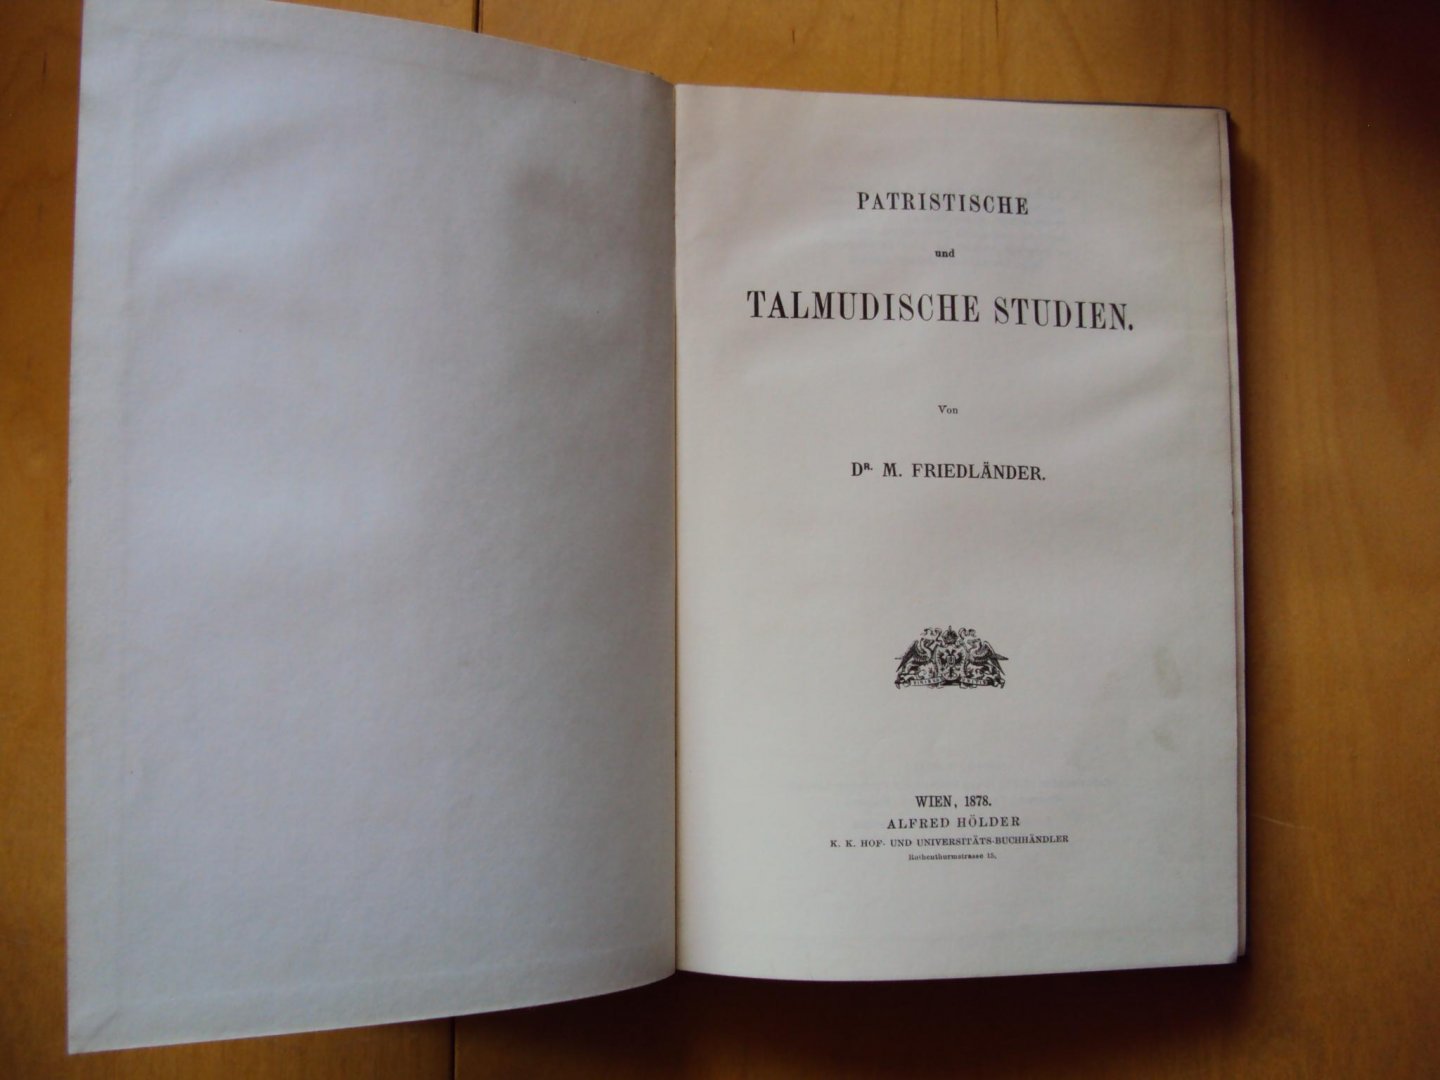 PATRISTISCHE
und
TALMUDISCHE STUDIEN.
Von
DR. M. FRIEDLÄNDER.
WIEN, 1878.
ALFRED HÖLDER
K. K. HOF- UND UNIVERSITÄTS-BUCHHÄNDLER
Rothenthurmstrasse 15.